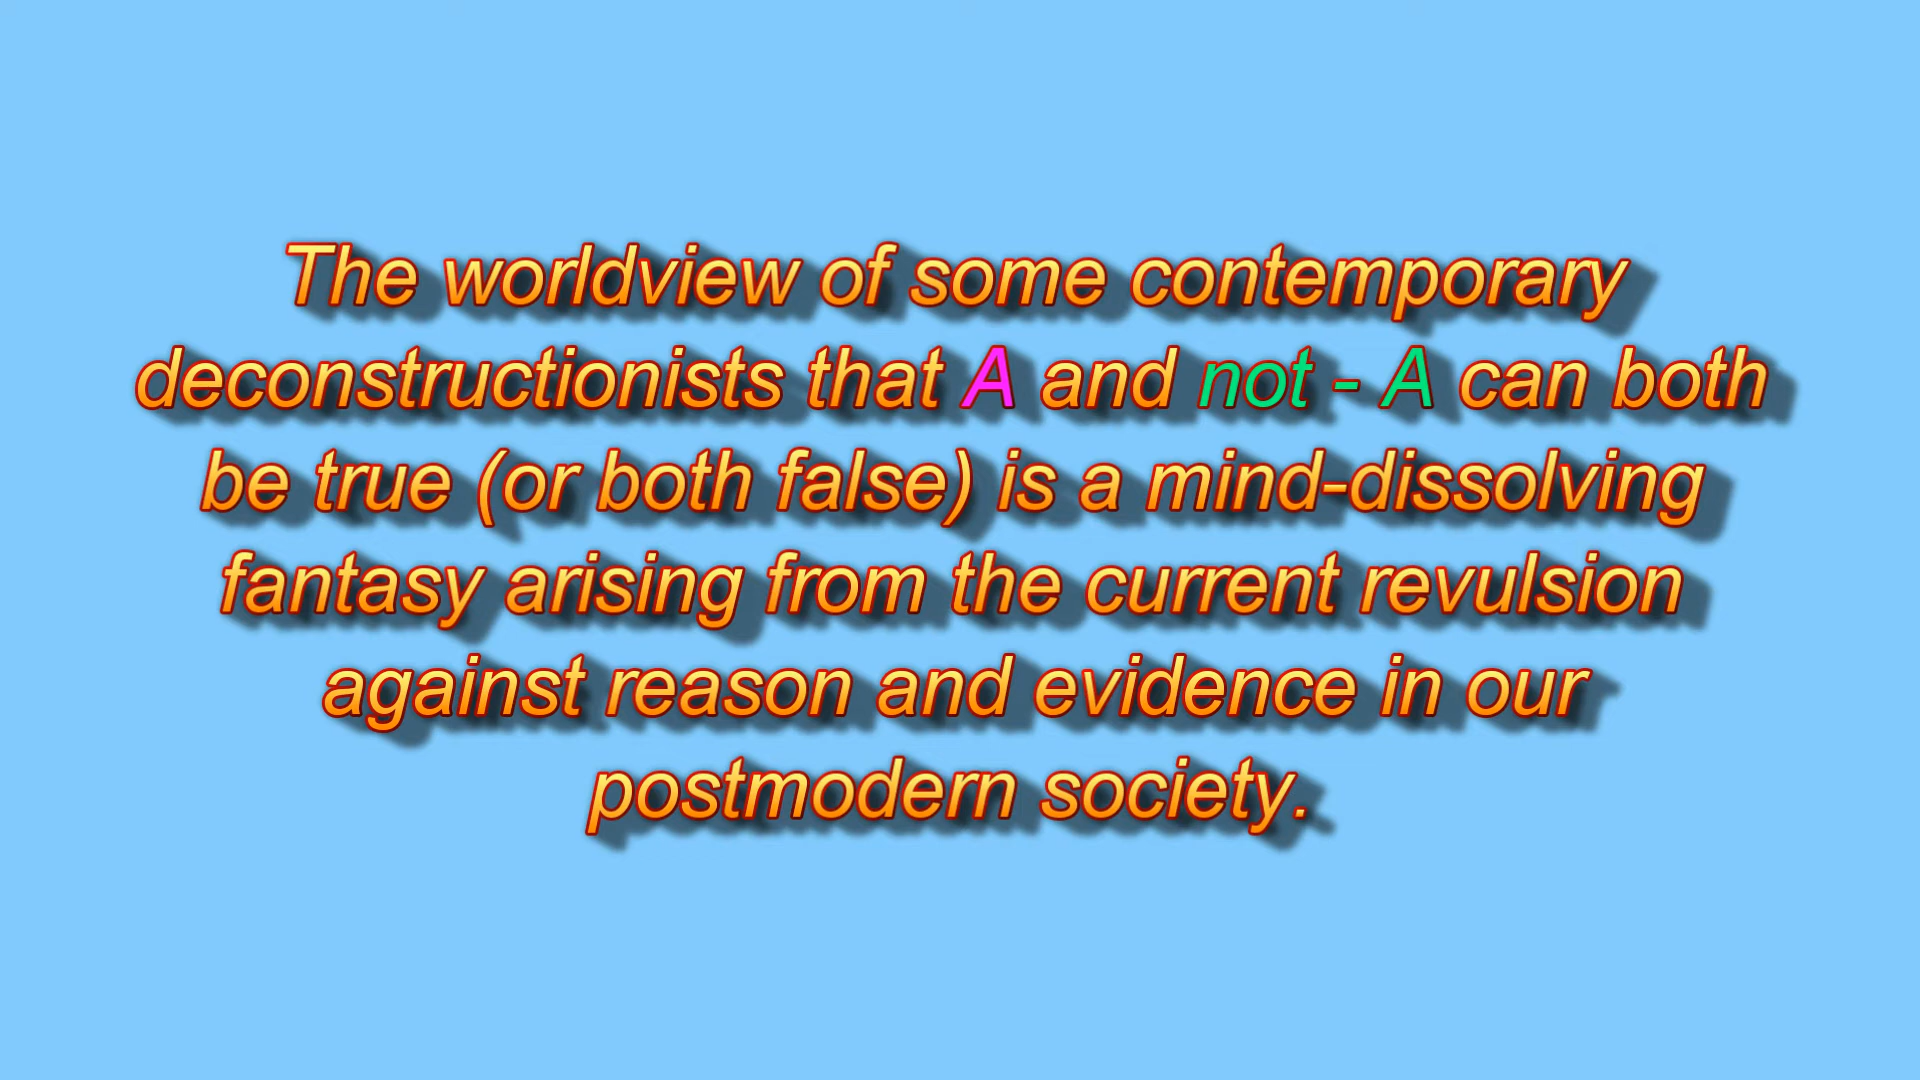 The worldview of some contemporary
deconstructionists that A and not - A can both
be true (or both false) is a mind-dissolving
fantasy arising from the current revulsion
against reason and evidence in our
postmodern society.